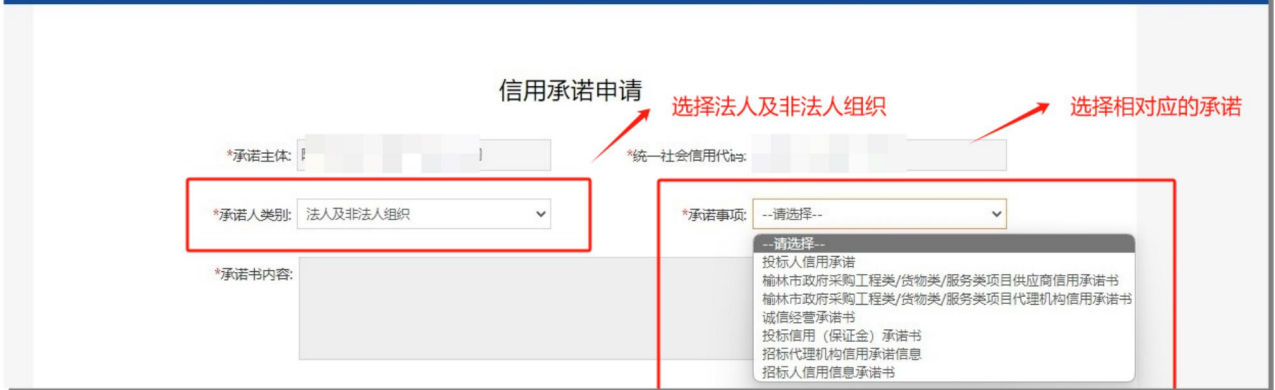 信用承诺申请
选择法人及非法人组织
选择相对应的承诺
*承诺主体:
*统一社会信用代码:
*承诺人类别: 法人及非法人组织
*承诺事项: --请选择--
--请选择--
投标人信用承诺
榆林市政府采购工程类/货物类/服务类项目供应商信用承诺书
榆林市政府采购工程类/货物类/服务类项目代理机构信用承诺书
诚信经营承诺书
投标信用（保证金）承诺书
招标代理机构信用承诺信息
招标人信用信息承诺书
*承诺书内容: